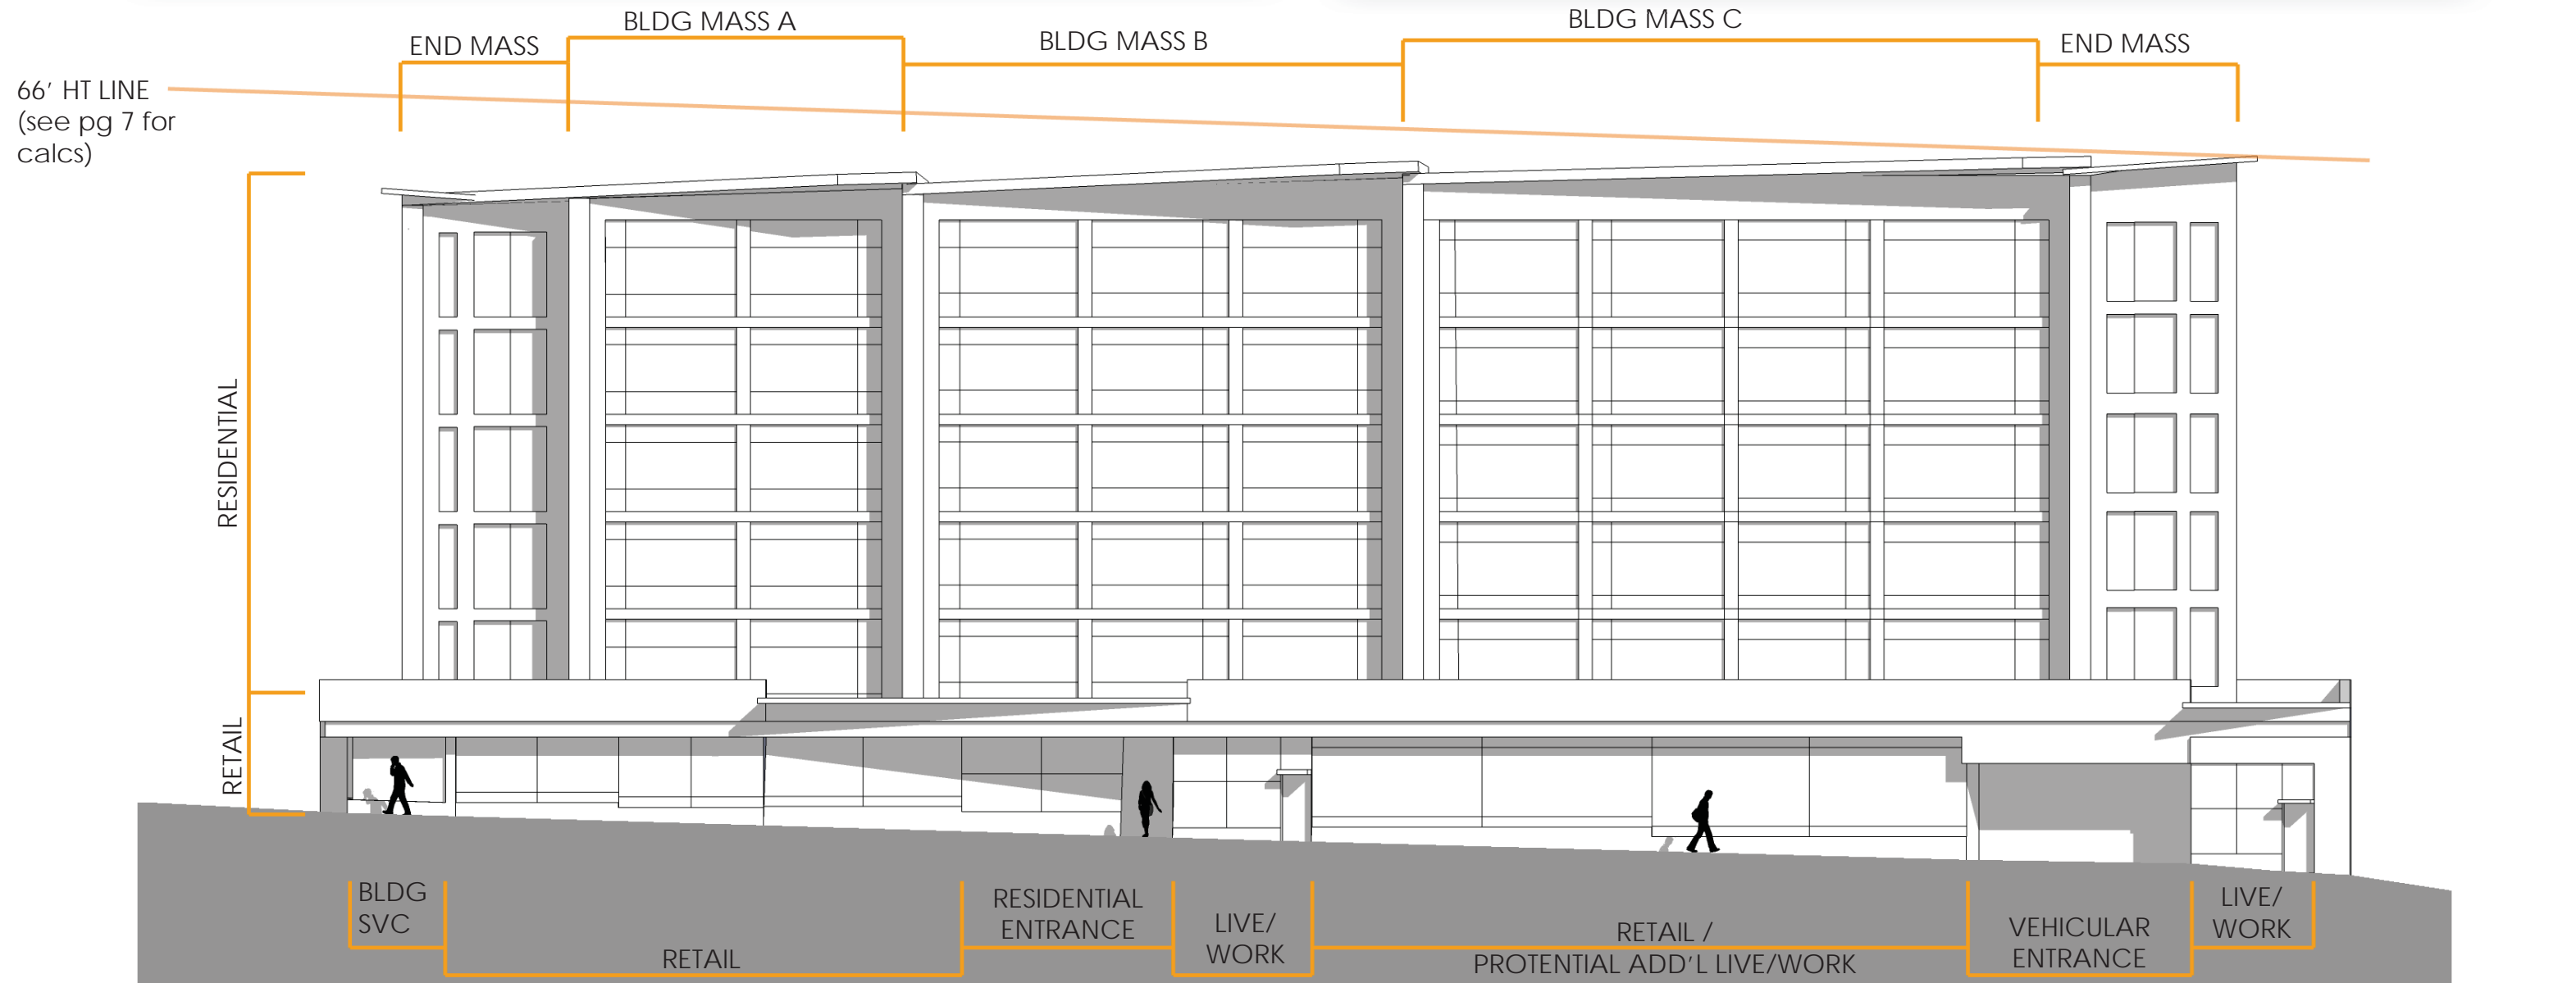 END MASS
BLDG MASS A
BLDG MASS B
BLDG MASS C
END MASS
66' HT LINE
(see pg 7 for
calcs)
RESIDENTIAL
RETAIL
BLDG
SVC
RETAIL
RESIDENTIAL
ENTRANCE
LIVE/
WORK
RETAIL /
PROTENTIAL ADD'L LIVE/WORK
VEHICULAR
ENTRANCE
LIVE/
WORK